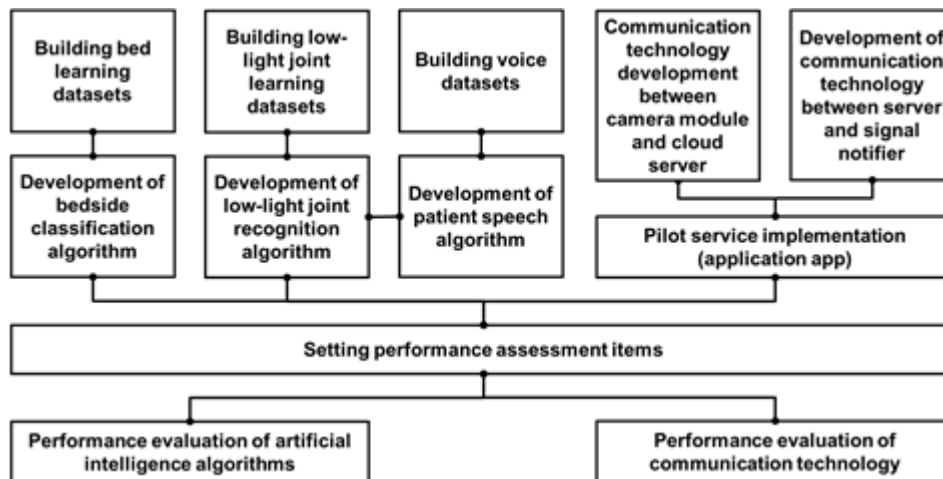 Building bed
learning
datasets
Building low-
light joint
learning
datasets
Building voice
datasets
Communication
technology
development
between
camera module
and cloud
server
Development of
communication
technology
between server
and signal
notifier
Development of
bedside
classification
algorithm
Development of
low-light joint
recognition
algorithm
Development of
patient speech
algorithm
Pilot service implementation
(application app)
Setting performance assessment items
Performance evaluation of artificial
intelligence algorithms
Performance evaluation of
communication technology